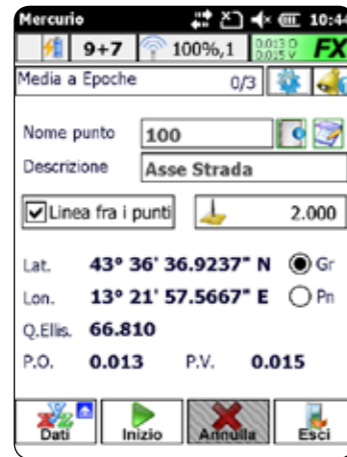 Mercurio 10:44
9+7 100%,1 0.013 O 0.015 V FX
Media a Epoche 0/3
Nome punto 100
Descrizione Asse Strada
Linea fra i punti 2.000
Lat. 43° 36' 36.9237" N Gr
Lon. 13° 21' 57.5667" E Pn
Q.Ellis. 66.810
P.O. 0.013 P.V. 0.015
Dati Inizio Annulla Esci